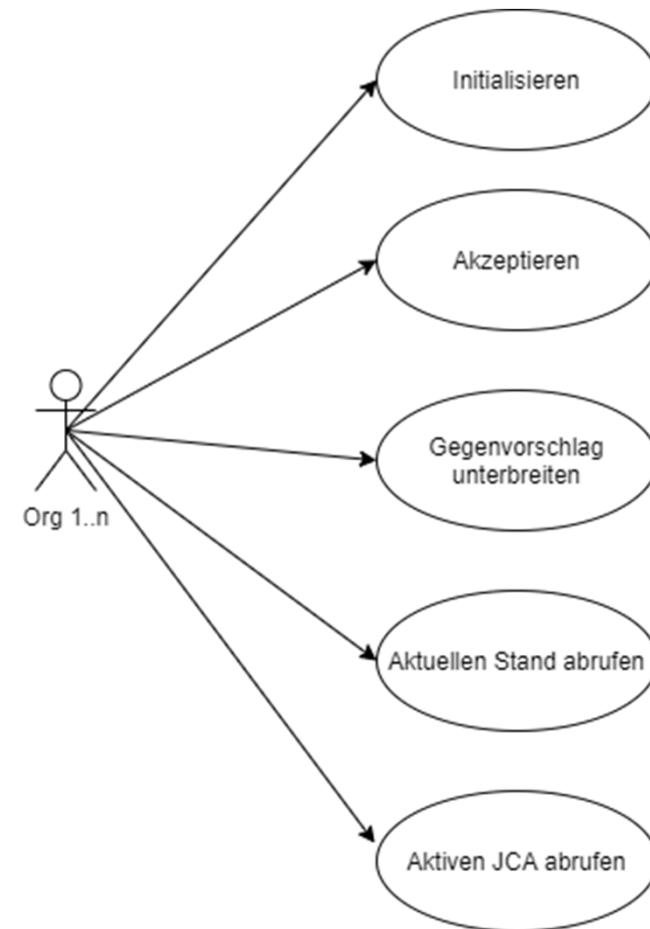 Initialisieren
Akzeptieren
Gegenvorschlag
unterbreiten
Org 1..n
Aktuellen Stand abrufen
Aktiven JCA abrufen